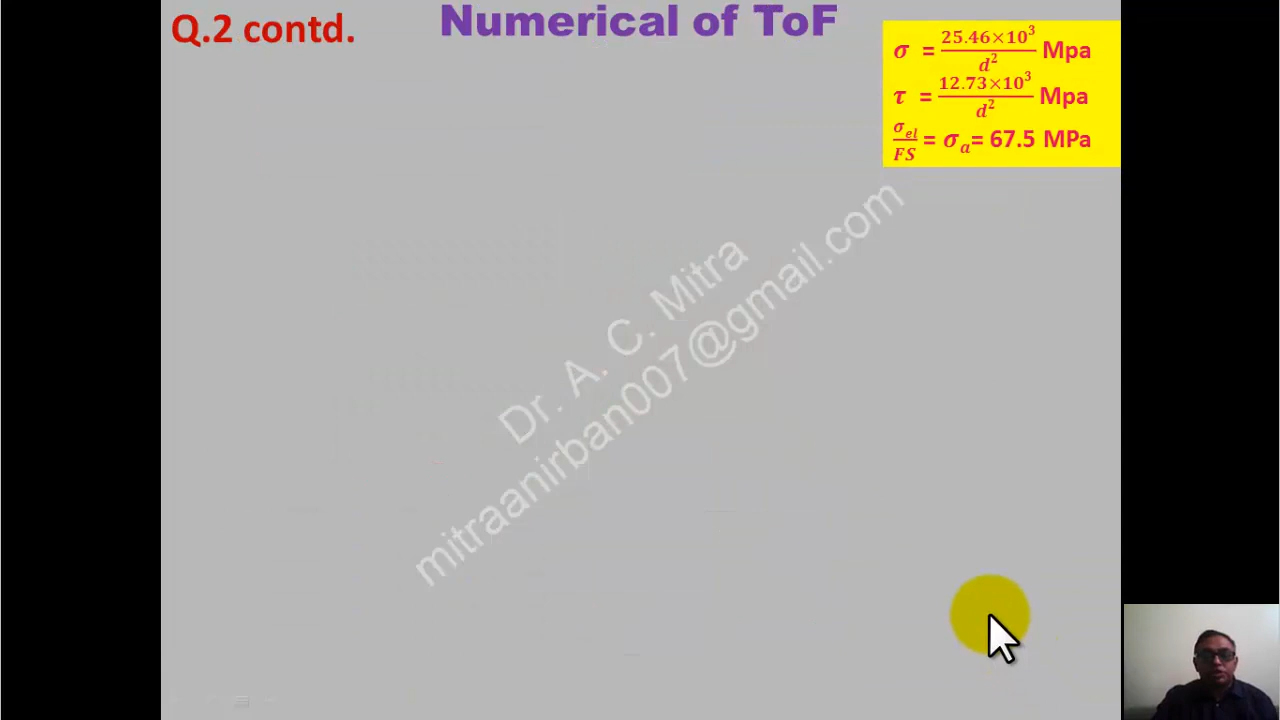 Q.2 contd.
Numerical of ToF
σ = 25.46×10³/d² Mpa
τ = 12.73×10³/d² Mpa
σₑₗ/FS = σₐ= 67.5 MPa
Dr. A. C. Mitra
mitraanirban007@gmail.com